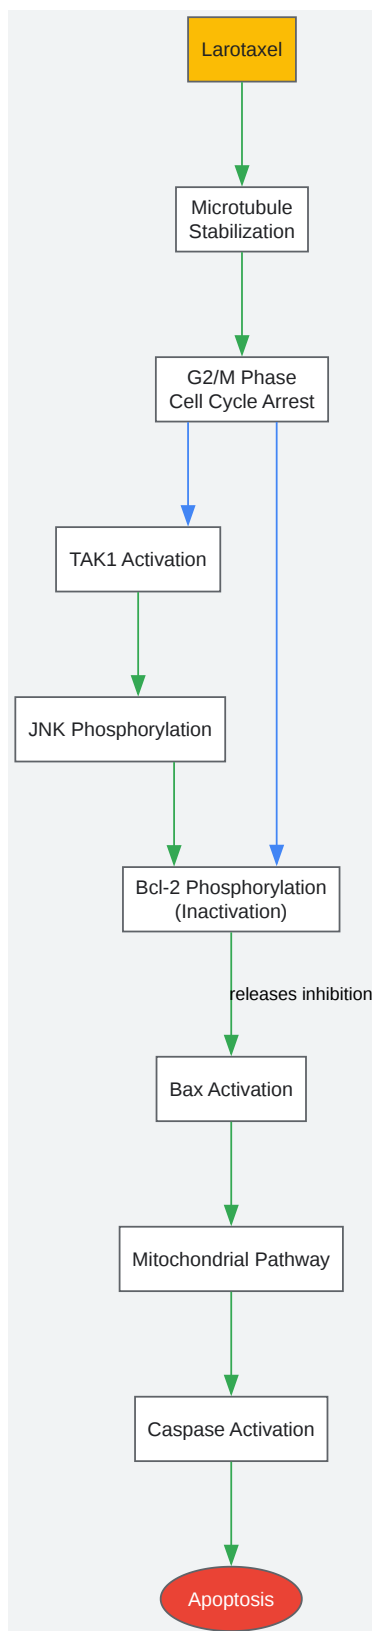 Larotaxel
Microtubule
Stabilization
G2/M Phase
Cell Cycle Arrest
TAK1 Activation
JNK Phosphorylation
Bcl-2 Phosphorylation
(Inactivation)
releases inhibition
Bax Activation
Mitochondrial Pathway
Caspase Activation
Apoptosis